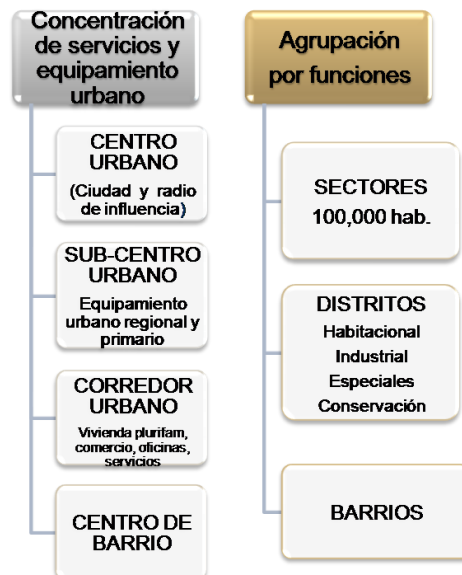 Concentración
de servicios y
equipamiento
urbano
CENTRO
URBANO
(Ciudad y radio
de influencia)
SUB-CENTRO
URBANO
Equipamiento
urbano regional y
primario
CORREDOR
URBANO
Vivienda plurifam,
comercio, oficinas,
servicios
CENTRO DE
BARRIO
Agrupación
por funciones
SECTORES
100,000 hab.
DISTRITOS
Habitacional
Industrial
Especiales
Conservación
BARRIOS